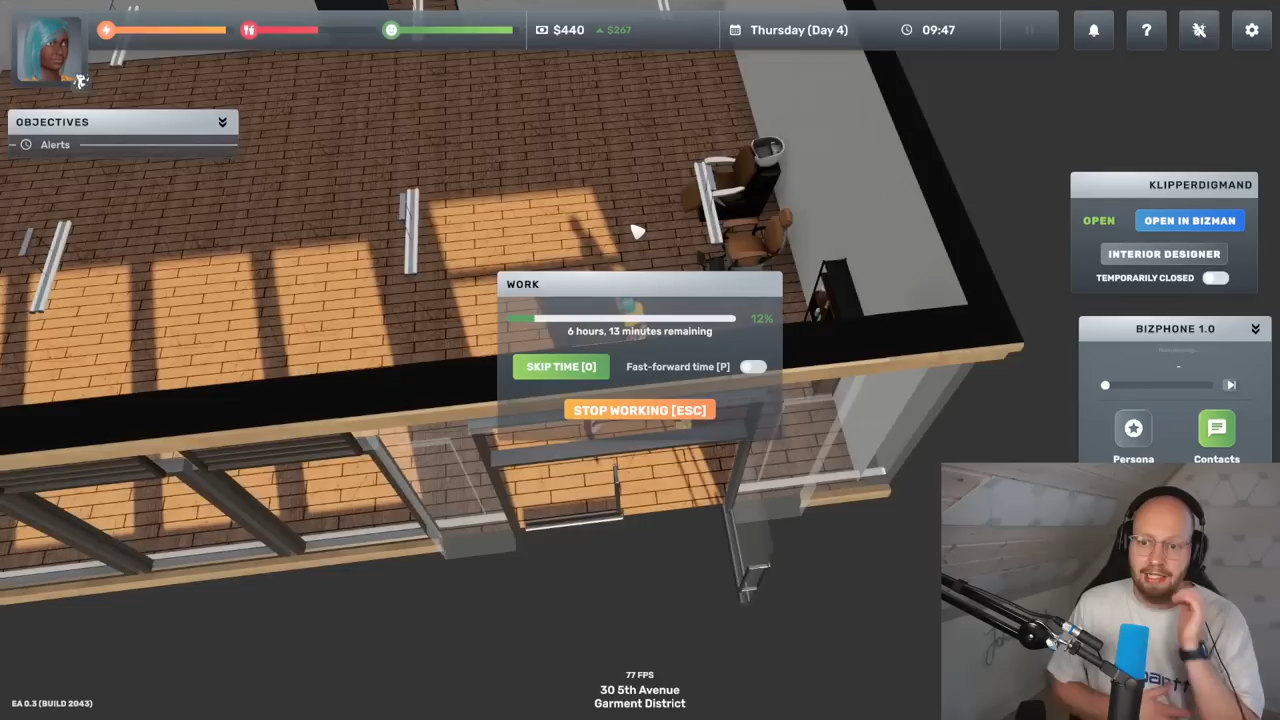 $440
$267
Thursday (Day 4)
09:47
?
OBJECTIVES
Alerts
KLIPPERDIGMAND
OPEN
OPEN IN BIZMAN
INTERIOR DESIGNER
TEMPORARILY CLOSED
WORK
12%
6 hours, 13 minutes remaining
SKIP TIME [O]
Fast-forward time [P]
STOP WORKING [ESC]
BIZPHONE 1.0
-
Persona
Contacts
77 FPS
30 5th Avenue
Garment District
EA 0.3 (BUILD 2043)